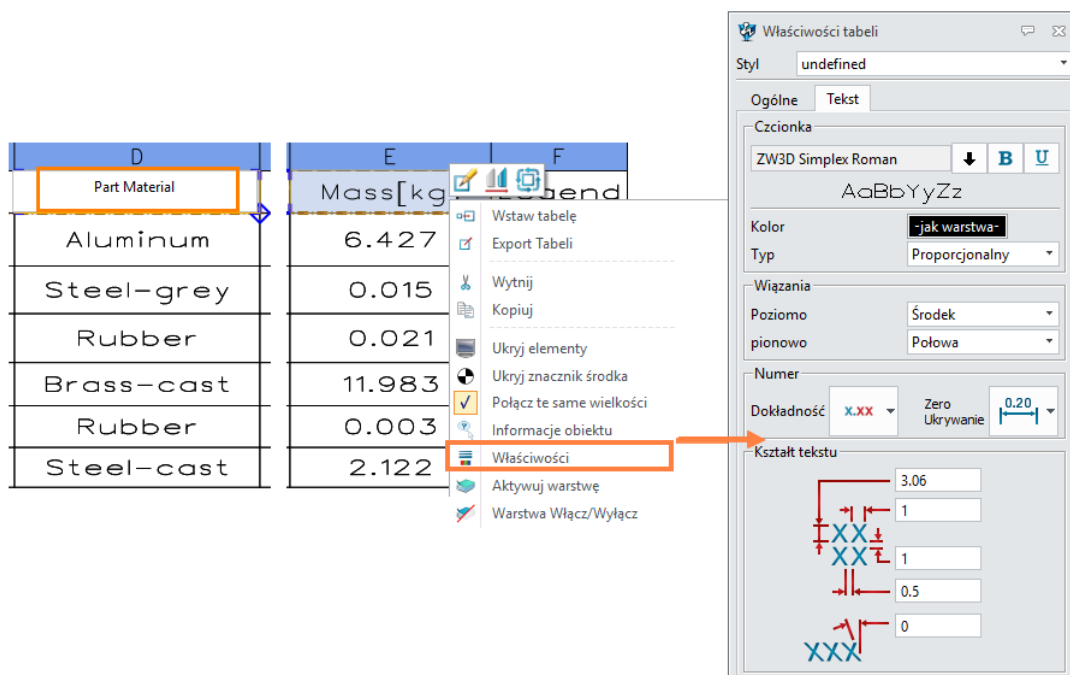 D
Part Material
Aluminum
Steel-grey
Rubber
Brass-cast
Rubber
Steel-cast
E F
Mass[kg
6.427
0.015
0.021
11.983
0.003
2.122
Wstaw tabelę
Export Tabeli
Wytnij
Kopiuj
Ukryj elementy
Ukryj znacznik środka
Połącz te same wielkości
Informacje obiektu
Właściwości
Aktywuj warstwę
Warstwa Włącz/Wyłącz
Właściwości tabeli
Styl undefined
Ogólne Tekst
Czcionka
ZW3D Simplex Roman B U
AaBbYyZz
Kolor -jak warstwa-
Typ Proporcjonalny
Wiązania
Poziomo Środek
pionowo Połowa
Numer
Dokładność x.xx Zero Ukrywanie 0.20
Kształt tekstu
3.06
1
XX
XX
1
0.5
0
XXX